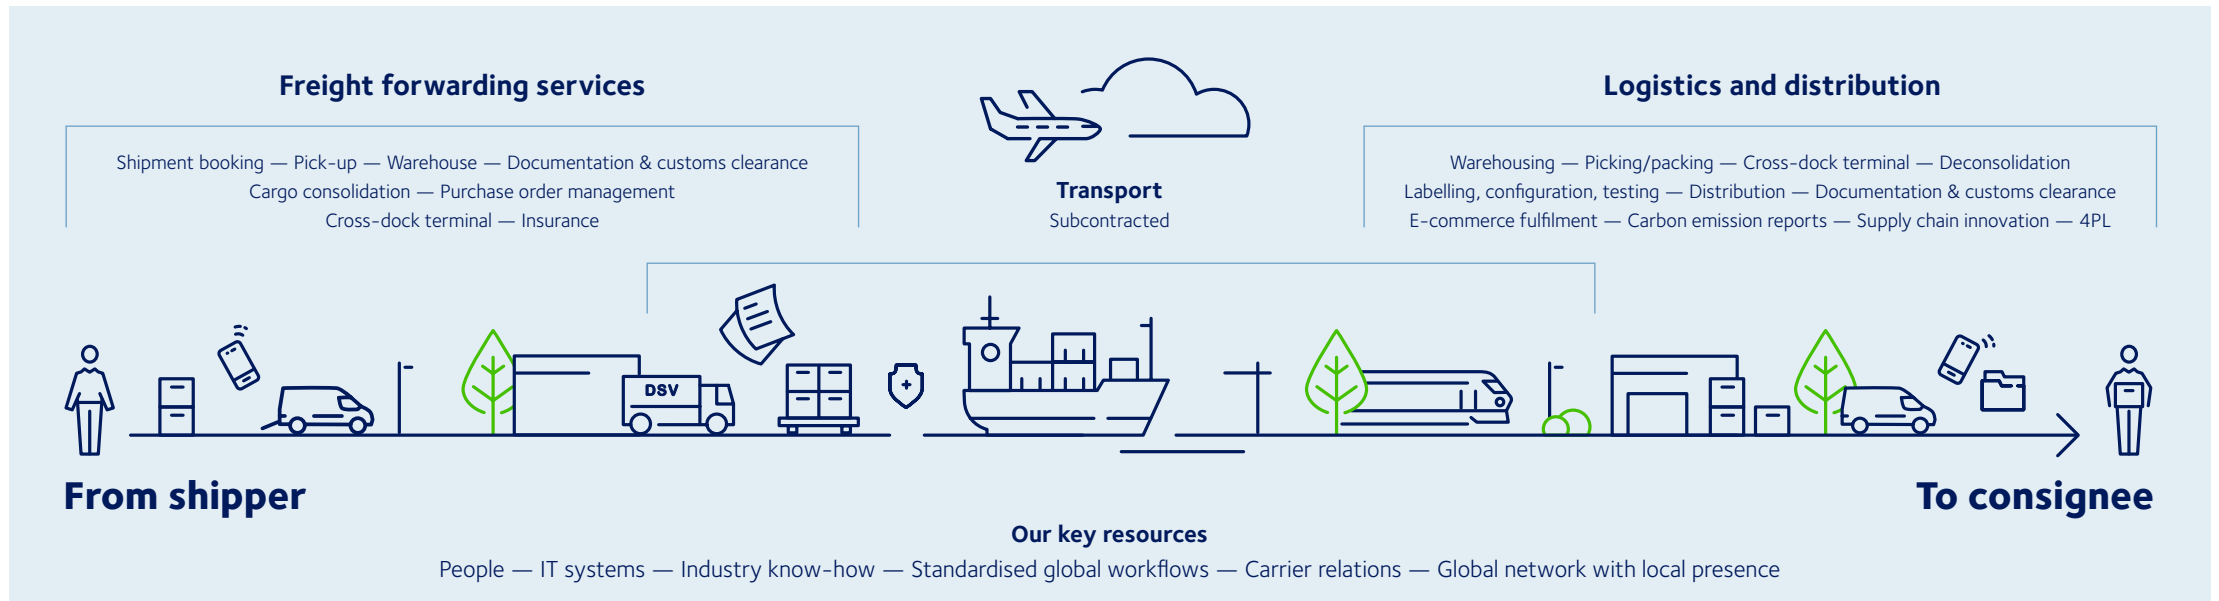 Freight forwarding services
Shipment booking — Pick-up — Warehouse — Documentation & customs clearance
Cargo consolidation — Purchase order management
Cross-dock terminal — Insurance
Transport
Subcontracted
Logistics and distribution
Warehousing — Picking/packing — Cross-dock terminal — Deconsolidation
Labelling, configuration, testing — Distribution — Documentation & customs clearance
E-commerce fulfilment — Carbon emission reports — Supply chain innovation — 4PL
DSV
From shipper
To consignee
Our key resources
People — IT systems — Industry know-how — Standardised global workflows — Carrier relations — Global network with local presence